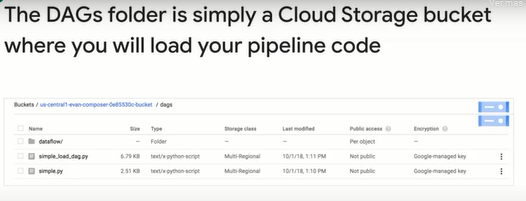 The DAGs folder is simply a Cloud Storage bucket
where you will load your pipeline code
Buckets / us-central1-evan-composer-0e85530c-bucket / dags
Name Size Type Storage class Last modified Public access Encryption
dataflow/ — Folder — — Per object —
simple_load_dag.py 6.79 KB text/x-python-script Multi-Regional 10/1/18, 1:11 PM Not public Google-managed key
simple.py 2.51 KB text/x-python-script Multi-Regional 10/1/18, 1:10 PM Not public Google-managed key